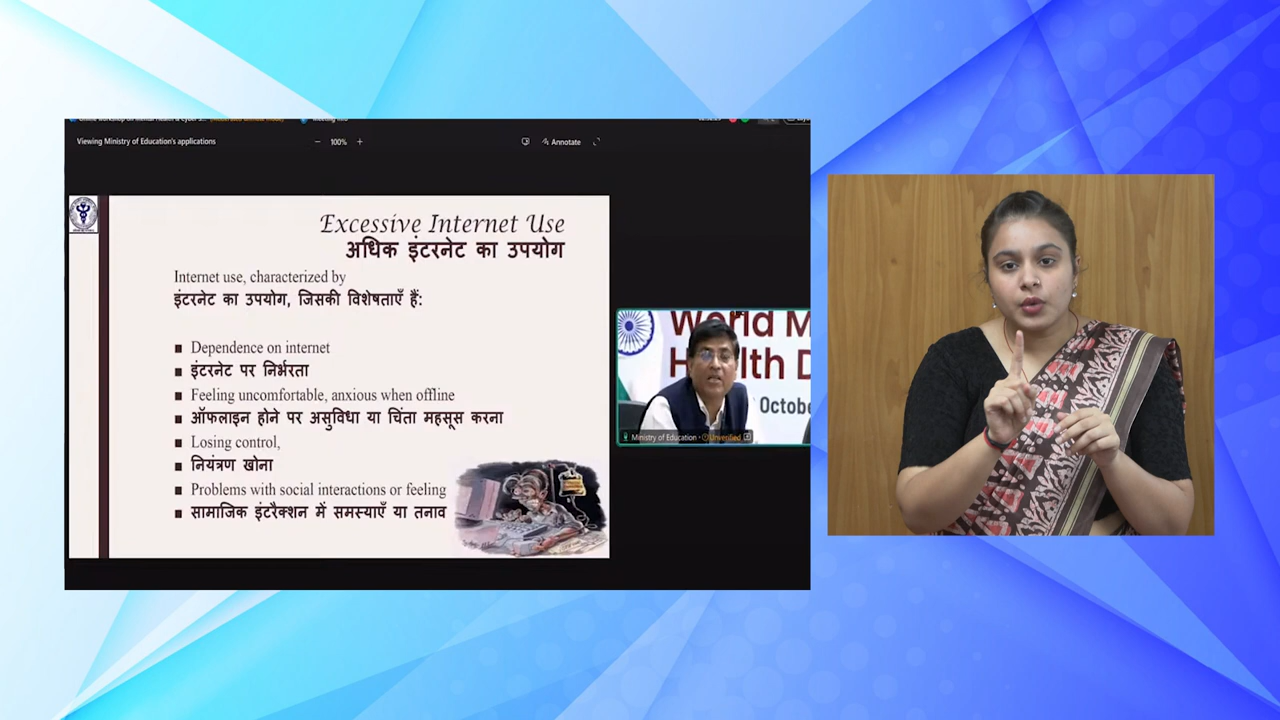 Viewing Ministry of Education's applications
100%
Annotate
Excessive Internet Use
अधिक इंटरनेट का उपयोग
Internet use, characterized by
इंटरनेट का उपयोग, जिसकी विशेषताएँ हैं:
Dependence on internet
इंटरनेट पर निर्भरता
Feeling uncomfortable, anxious when offline
ऑफलाइन होने पर असुविधा या चिंता महसूस करना
Losing control,
नियंत्रण खोना
Problems with social interactions or feeling
सामाजिक इंटरैक्शन में समस्याएँ या तनाव
World M
Health D
Octobe
Ministry of Education · Unverified